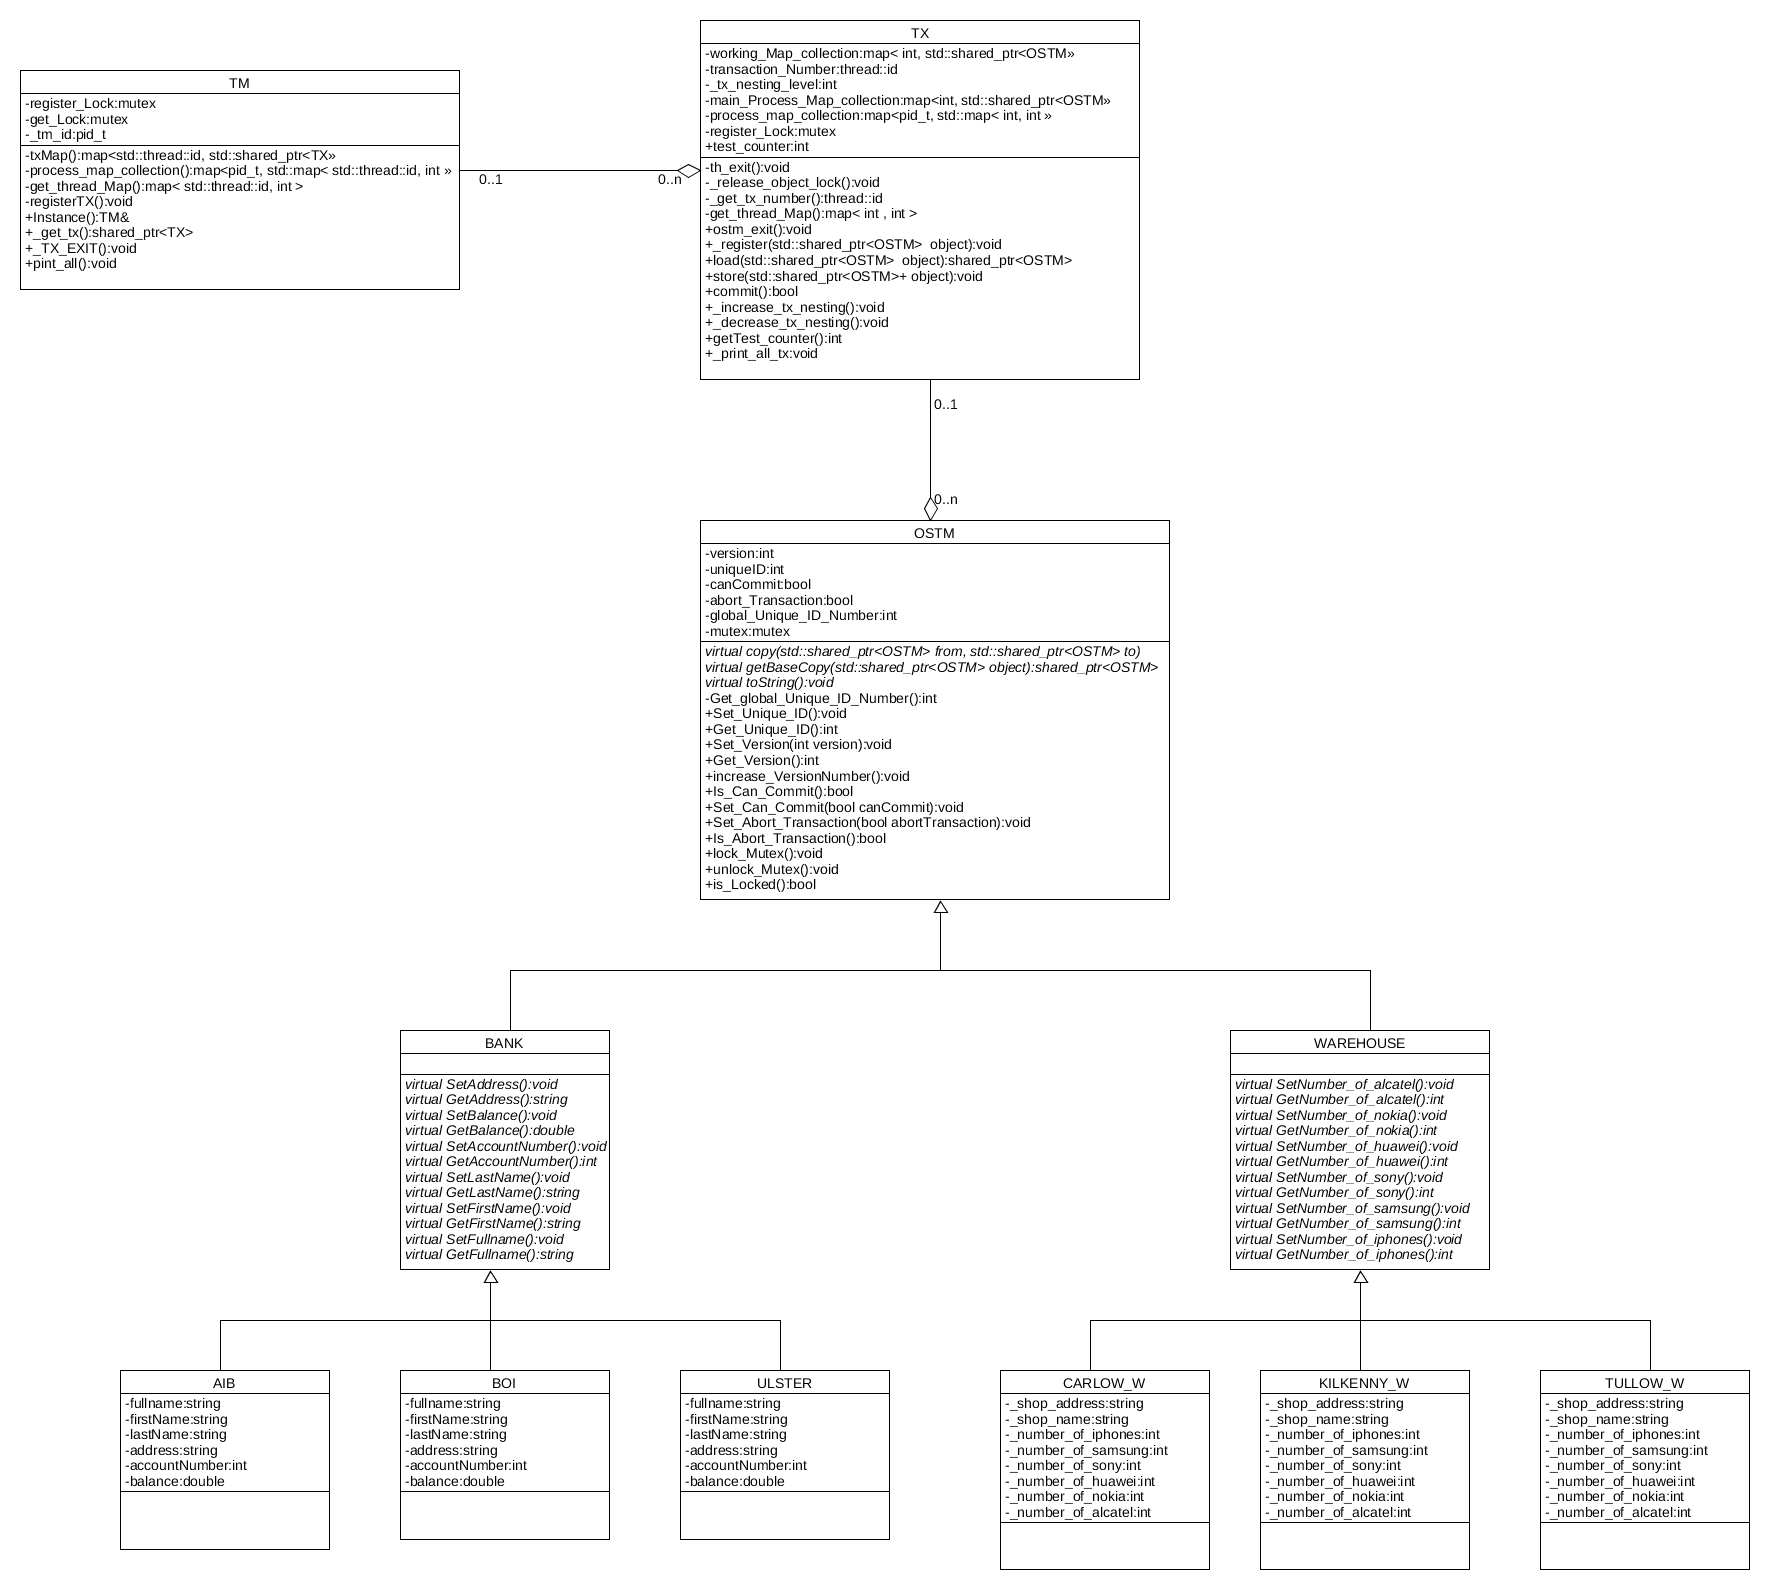 TX
-working_Map_collection:map< int, std::shared_ptr<OSTM»
-transaction_Number:thread::id
-_tx_nesting_level:int
-main_Process_Map_collection:map<int, std::shared_ptr<OSTM»
-process_map_collection:map<pid_t, std::map< int, int »
-register_Lock:mutex
+test_counter:int
-th_exit():void
-_release_object_lock():void
-_get_tx_number():thread::id
-get_thread_Map():map< int , int >
+ostm_exit():void
+_register(std::shared_ptr<OSTM>  object):void
+load(std::shared_ptr<OSTM>  object):shared_ptr<OSTM>
+store(std::shared_ptr<OSTM>+ object):void
+commit():bool
+_increase_tx_nesting():void
+_decrease_tx_nesting():void
+getTest_counter():int
+_print_all_tx:void
TM
-register_Lock:mutex
-get_Lock:mutex
-_tm_id:pid_t
-txMap():map<std::thread::id, std::shared_ptr<TX»
-process_map_collection():map<pid_t, std::map< std::thread::id, int »
-get_thread_Map():map< std::thread::id, int >
-registerTX():void
+Instance():TM&
+_get_tx():shared_ptr<TX>
+_TX_EXIT():void
+pint_all():void
0..1
0..n
0..1
0..n
OSTM
-version:int
-uniqueID:int
-canCommit:bool
-abort_Transaction:bool
-global_Unique_ID_Number:int
-mutex:mutex
virtual copy(std::shared_ptr<OSTM> from, std::shared_ptr<OSTM> to)
virtual getBaseCopy(std::shared_ptr<OSTM> object):shared_ptr<OSTM>
virtual toString():void
-Get_global_Unique_ID_Number():int
+Set_Unique_ID():void
+Get_Unique_ID():int
+Set_Version(int version):void
+Get_Version():int
+increase_VersionNumber():void
+Is_Can_Commit():bool
+Set_Can_Commit(bool canCommit):void
+Set_Abort_Transaction(bool abortTransaction):void
+Is_Abort_Transaction():bool
+lock_Mutex():void
+unlock_Mutex():void
+is_Locked():bool
BANK
virtual SetAddress():void
virtual GetAddress():string
virtual SetBalance():void
virtual GetBalance():double
virtual SetAccountNumber():void
virtual GetAccountNumber():int
virtual SetLastName():void
virtual GetLastName():string
virtual SetFirstName():void
virtual GetFirstName():string
virtual SetFullname():void
virtual GetFullname():string
WAREHOUSE
virtual SetNumber_of_alcatel():void
virtual GetNumber_of_alcatel():int
virtual SetNumber_of_nokia():void
virtual GetNumber_of_nokia():int
virtual SetNumber_of_huawei():void
virtual GetNumber_of_huawei():int
virtual SetNumber_of_sony():void
virtual GetNumber_of_sony():int
virtual SetNumber_of_samsung():void
virtual GetNumber_of_samsung():int
virtual SetNumber_of_iphones():void
virtual GetNumber_of_iphones():int
AIB
-fullname:string
-firstName:string
-lastName:string
-address:string
-accountNumber:int
-balance:double
BOI
-fullname:string
-firstName:string
-lastName:string
-address:string
-accountNumber:int
-balance:double
ULSTER
-fullname:string
-firstName:string
-lastName:string
-address:string
-accountNumber:int
-balance:double
CARLOW_W
-_shop_address:string
-_shop_name:string
-_number_of_iphones:int
-_number_of_samsung:int
-_number_of_sony:int
-_number_of_huawei:int
-_number_of_nokia:int
-_number_of_alcatel:int
KILKENNY_W
-_shop_address:string
-_shop_name:string
-_number_of_iphones:int
-_number_of_samsung:int
-_number_of_sony:int
-_number_of_huawei:int
-_number_of_nokia:int
-_number_of_alcatel:int
TULLOW_W
-_shop_address:string
-_shop_name:string
-_number_of_iphones:int
-_number_of_samsung:int
-_number_of_sony:int
-_number_of_huawei:int
-_number_of_nokia:int
-_number_of_alcatel:int